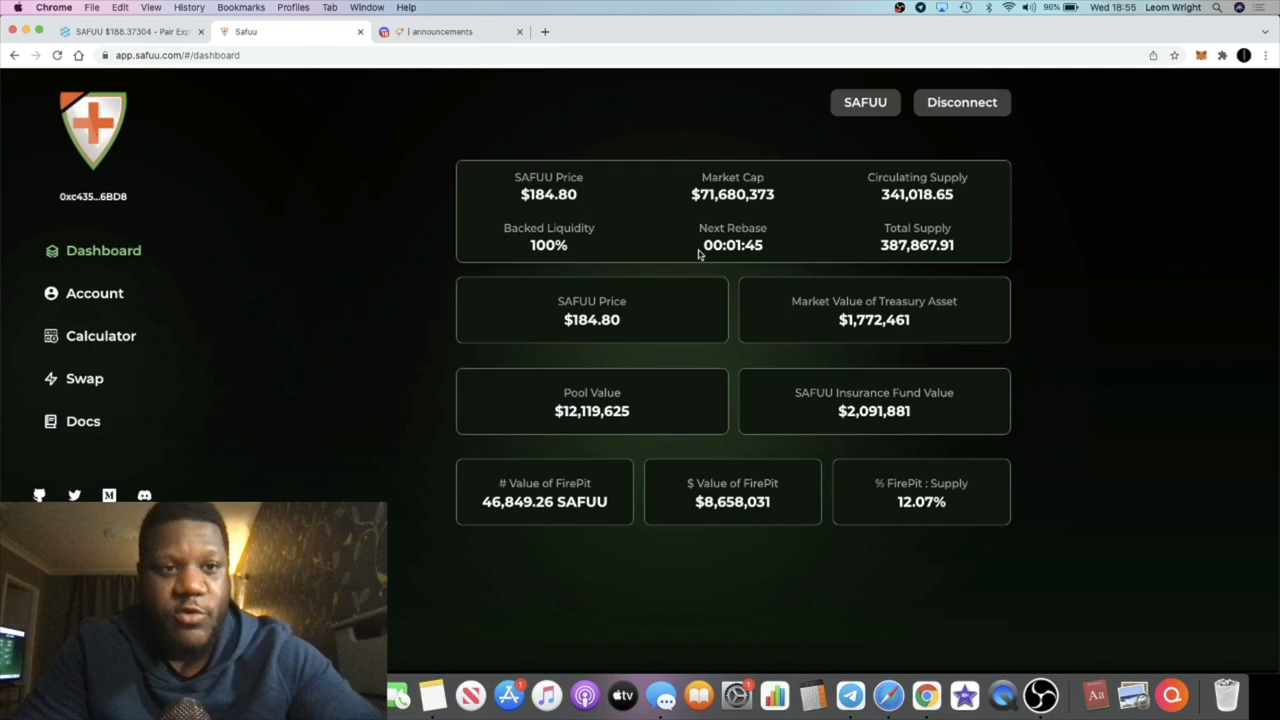 Chrome File Edit View History Bookmarks Profiles Tab Window Help 96% Wed 18:55 Leom Wright
SAFUU $188.37304 - Pair Exp Safuu | announcements
app.safuu.com/#/dashboard
SAFUU Disconnect
0xc435...6BD8
Dashboard
Account
Calculator
Swap
Docs
SAFUU Price Market Cap Circulating Supply
$184.80 $71,680,373 341,018.65
Backed Liquidity Next Rebase Total Supply
100% 00:01:45 387,867.91
SAFUU Price Market Value of Treasury Asset
$184.80 $1,772,461
Pool Value SAFUU Insurance Fund Value
$12,119,625 $2,091,881
# Value of FirePit $ Value of FirePit % FirePit : Supply
46,849.26 SAFUU $8,658,031 12.07%
tv
Aa